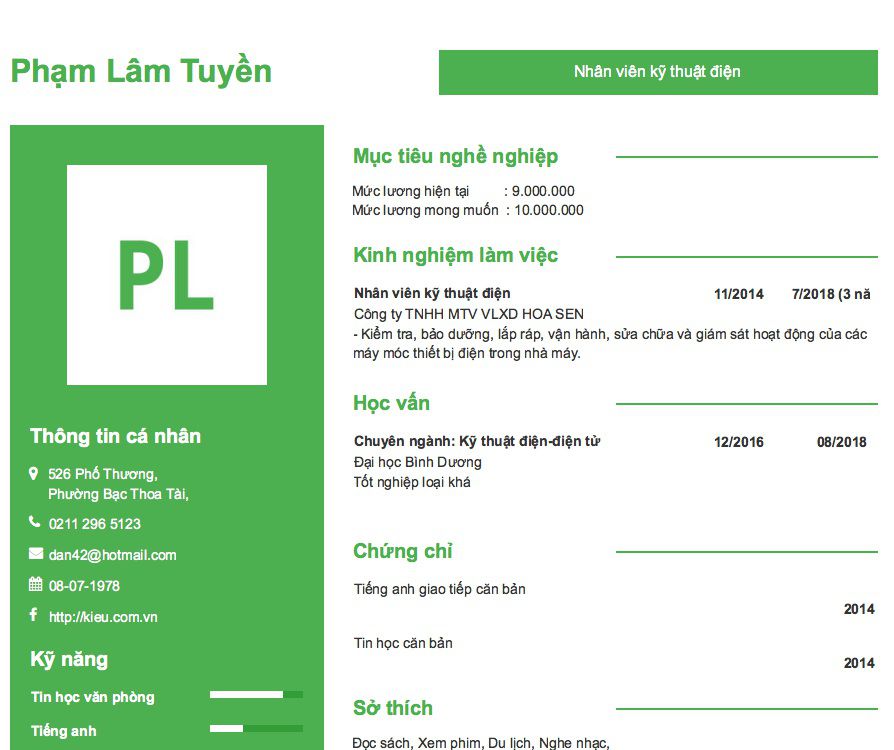 Phạm Lâm Tuyền
Nhân viên kỹ thuật điện
PL
Thông tin cá nhân
526 Phố Thương,
Phường Bạc Thoa Tài,
0211 296 5123
dan42@hotmail.com
08-07-1978
http://kieu.com.vn
Kỹ năng
Tin học văn phòng
Tiếng anh
Mục tiêu nghề nghiệp
Mức lương hiện tại : 9.000.000
Mức lương mong muốn : 10.000.000
Kinh nghiệm làm việc
Nhân viên kỹ thuật điện 11/2014 7/2018 (3 nă
Công ty TNHH MTV VLXD HOA SEN
- Kiểm tra, bảo dưỡng, lắp ráp, vận hành, sửa chữa và giám sát hoạt động của các
máy móc thiết bị điện trong nhà máy.
Học vấn
Chuyên ngành: Kỹ thuật điện-điện tử 12/2016 08/2018
Đại học Bình Dương
Tốt nghiệp loại khá
Chứng chỉ
Tiếng anh giao tiếp căn bản
2014
Tin học căn bản
2014
Sở thích
Đọc sách, Xem phim, Du lịch, Nghe nhạc,